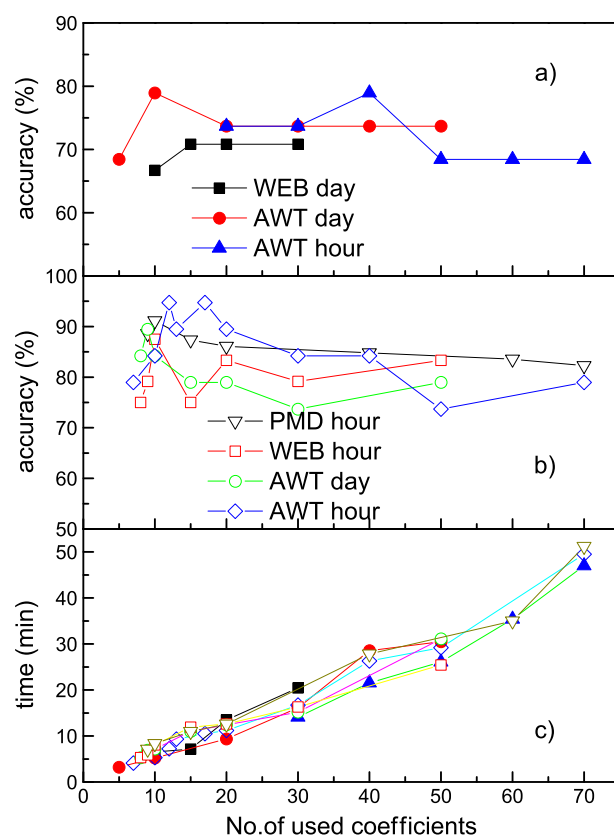 90
80
70
60
accuracy (%)
a)
WEB day
AWT day
AWT hour
100
90
80
70
60
50
accuracy (%)
b)
PMD hour
WEB hour
AWT day
AWT hour
50
40
30
20
10
0
time (min)
c)
0 10 20 30 40 50 60 70
No.of used coefficients